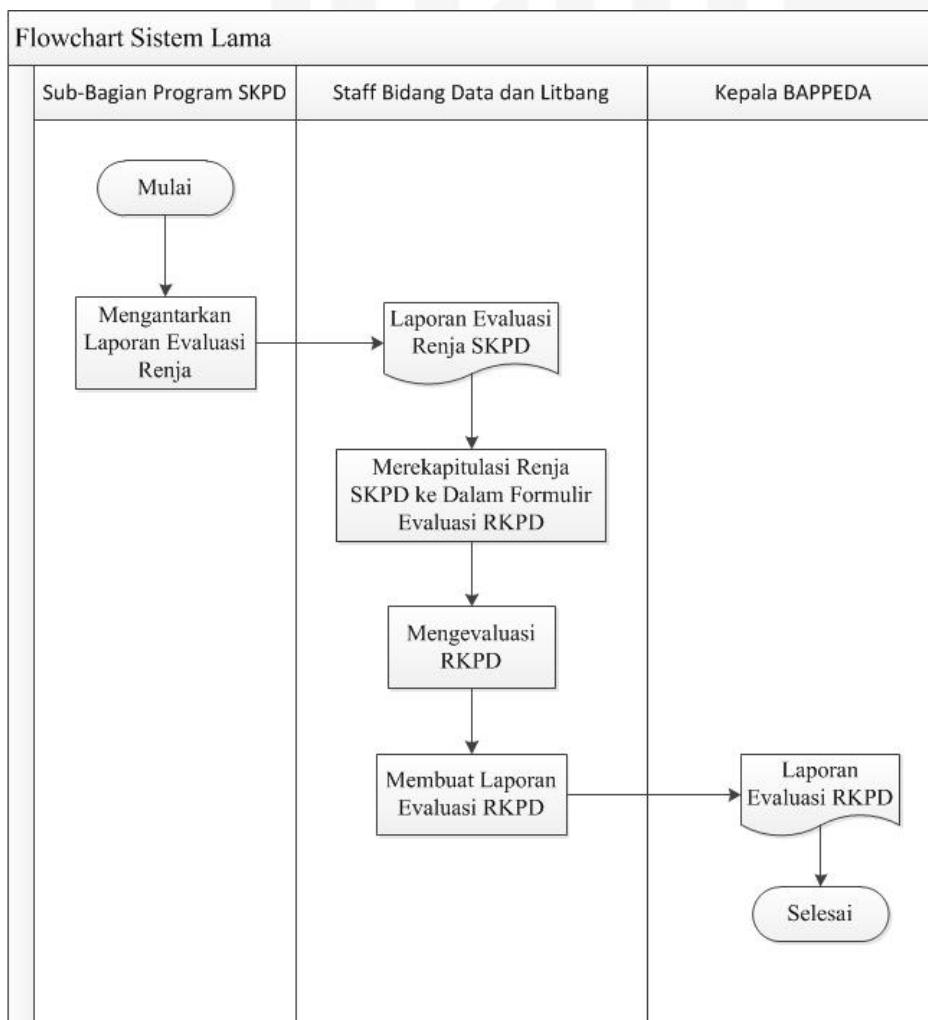 Flowchart Sistem Lama
Sub-Bagian Program SKPD
Staff Bidang Data dan Litbang
Kepala BAPPEDA
Mulai
Mengantarkan
Laporan Evaluasi
Renja
Laporan Evaluasi
Renja SKPD
Merekapitulasi Renja
SKPD ke Dalam Formulir
Evaluasi RKPD
Mengevaluasi
RKPD
Membuat Laporan
Evaluasi RKPD
Laporan
Evaluasi RKPD
Selesai